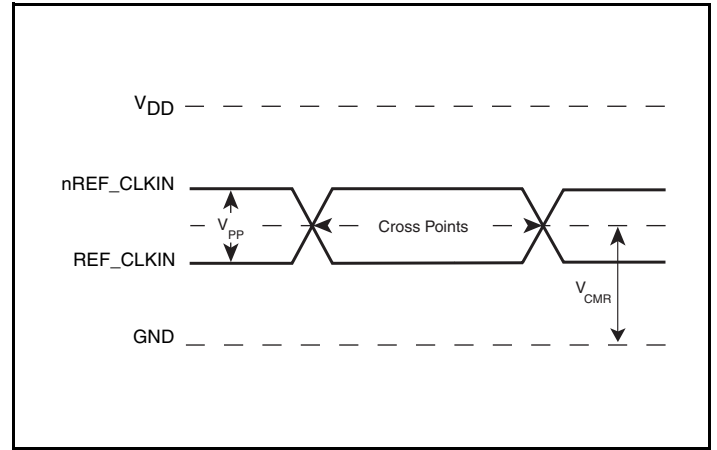 VDD
nREF_CLKIN
VPP
Cross Points
REF_CLKIN
VCMR
GND